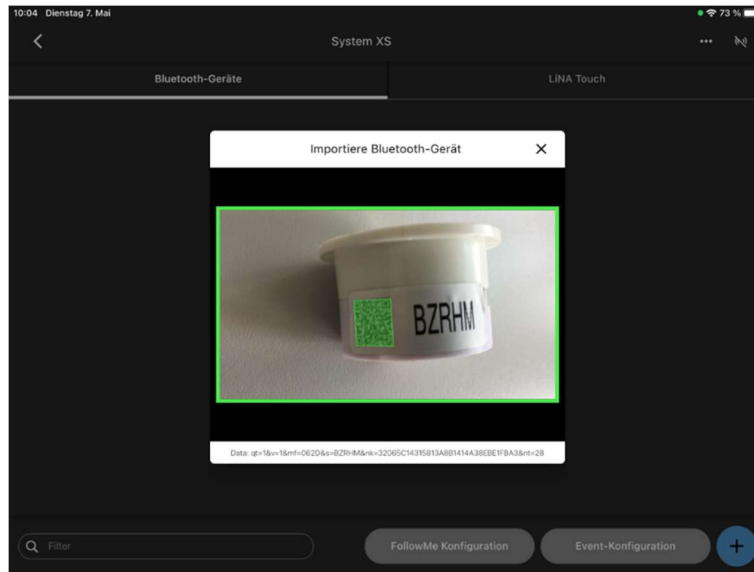 10:04 Dienstag 7. Mai
73 %
System XS
Bluetooth-Geräte
LiNA Touch
Importiere Bluetooth-Gerät
BZRHM
Data: qt=1&v=1&mf=062D&s=BZRHM&nk=32065C14315813A8B1414A38EBE1FBA3&nt=28
Filter
FollowMe Konfiguration
Event-Konfiguration